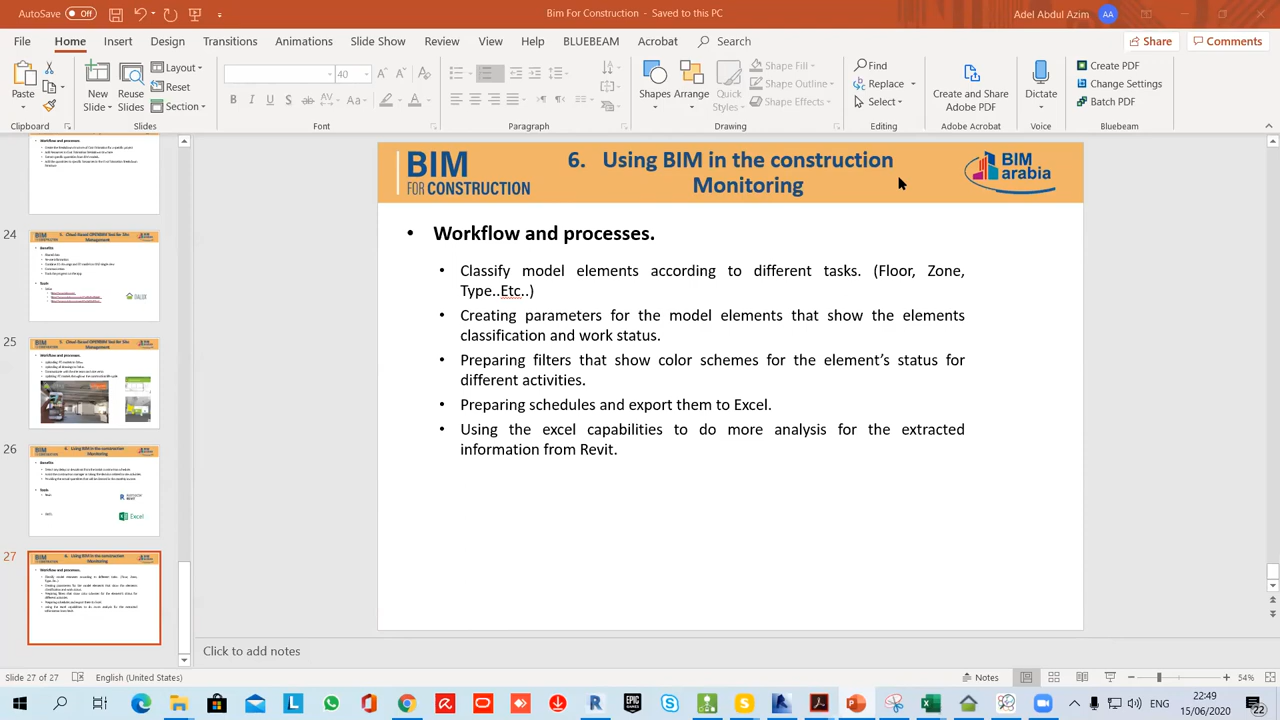 AutoSave Off
BIM For Construction - Saved to this PC
Adel Abdul Salam AA
File Home Insert Design Transitions Animations Slide Show Review View Help BLUEBEAM Acrobat Search
Share Comments
Paste
New Slide
Reuse Slides
Layout
Reset
Section
40
Shapes Arrange Quick Styles
Shape Fill
Shape Outline
Shape Effects
Find
Replace
Select
Create and Share Adobe PDF
Dictate
Create PDF
Change Settings
Batch PDF
Clipboard Slides Font Paragraph Drawing Editing Adobe Acrobat Voice Bluebeam
24
25
26
27
BIM
FOR CONSTRUCTION
6. Using BIM in the construction
Monitoring
BIM
arabia
• Workflow and processes.
• Classify model elements according to different tasks. (Floor, Zone,
Type..Etc..)
• Creating parameters for the model elements that show the elements
classification and work status.
• Preparing filters that show color schemes for the element’s status for
different activities.
• Preparing schedules and export them to Excel.
• Using the excel capabilities to do more analysis for the extracted
information from Revit.
Click to add notes
Slide 27 of 27
English (United States)
Notes
54%
22:49
ENG
15/06/2020
22